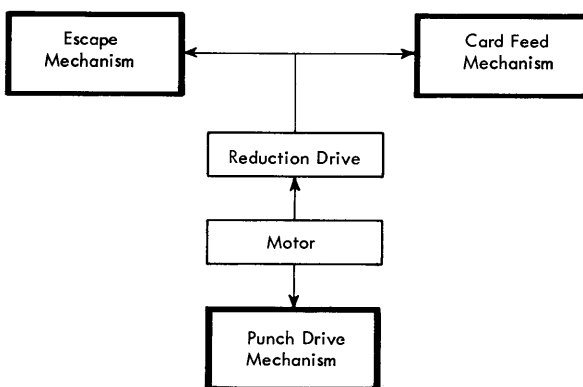 Escape
Mechanism
Card Feed
Mechanism
Reduction Drive
Motor
Punch Drive
Mechanism